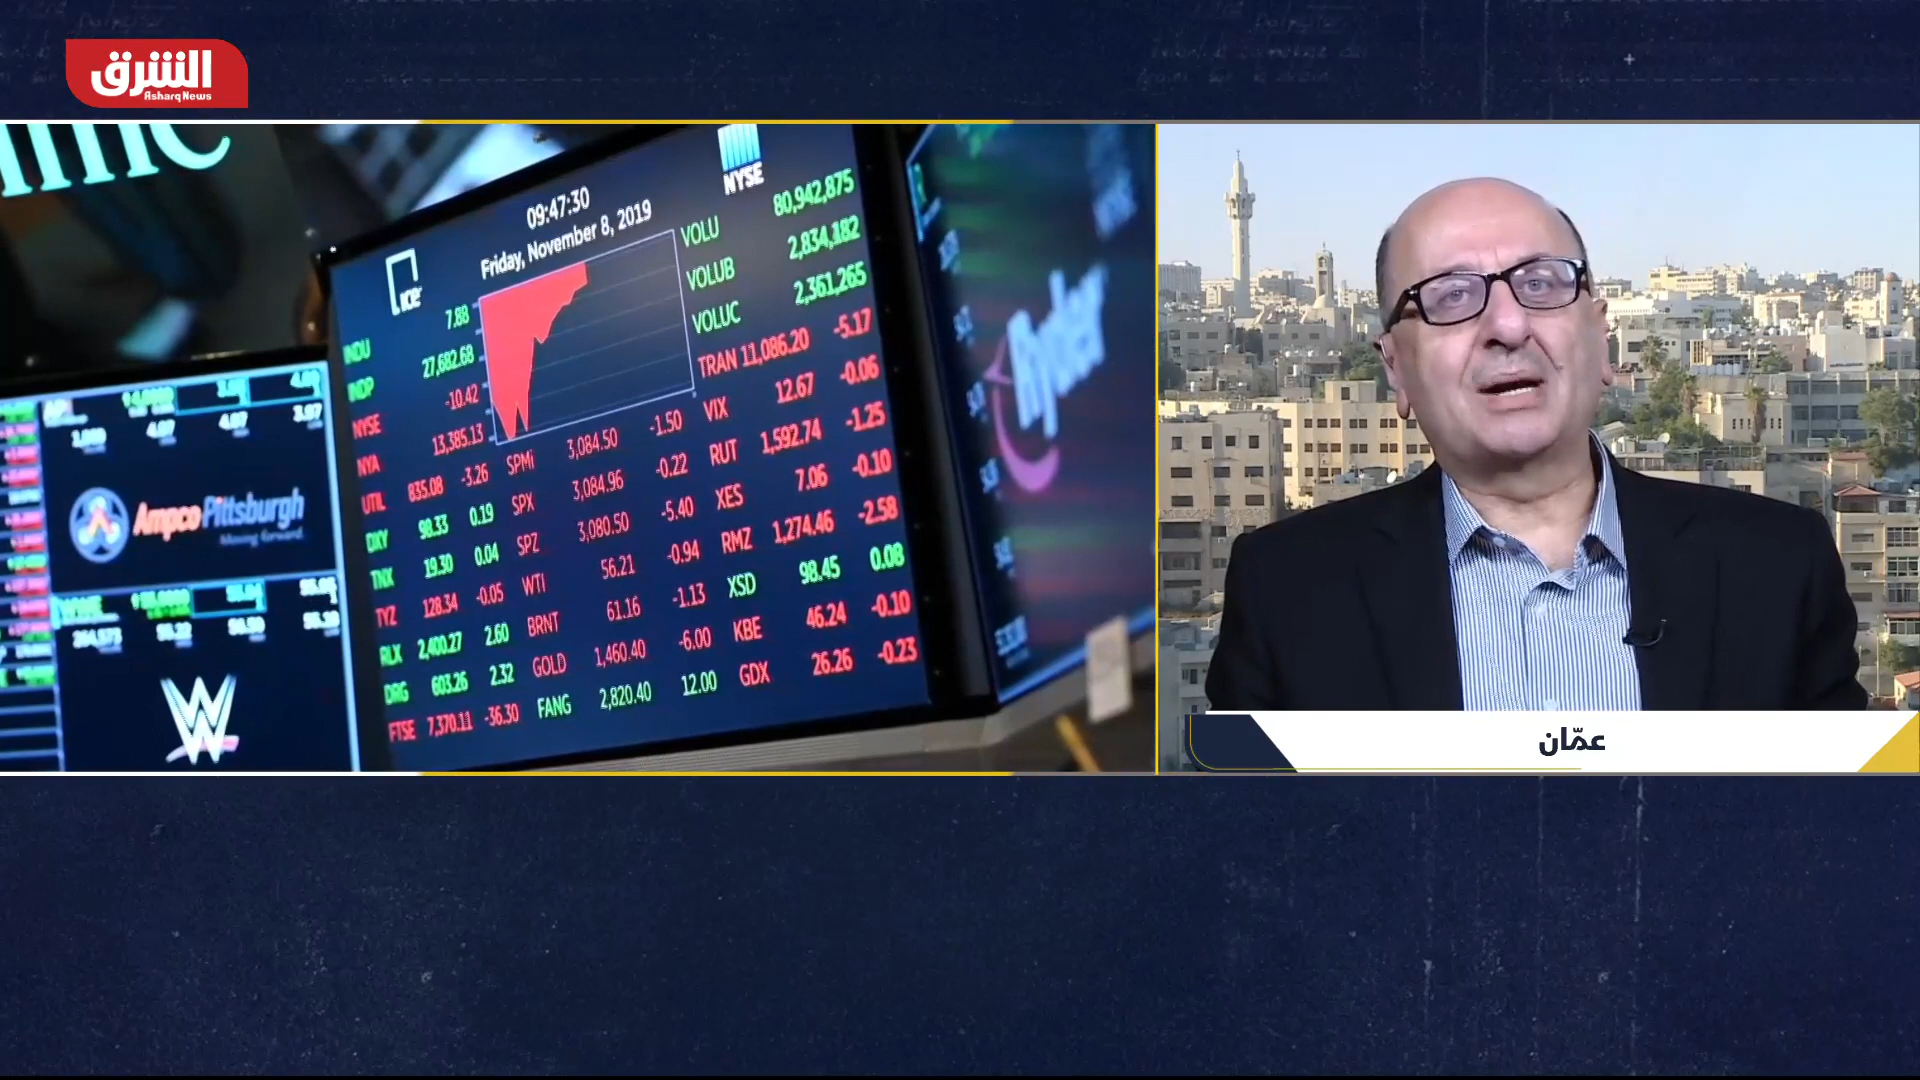 الشرق
Asharq News
NYSE
09:47:30
Friday, November 8, 2019
ice
VOLU 80,942,875
VOLUB 2,834,182
VOLUC 2,361,265
INDU 7.88
INDP 27,682.68
NYSE -10.42
NYA 13,385.13
TRAN 11,086.20 -5.17
VIX 12.67 -0.06
RUT 1,592.74 -1.25
XES 7.06 -0.10
RMZ 1,274.46 -2.58
XSD 98.45 0.08
KBE 46.24 -0.10
GDX 26.26 -0.23
SPMi 3,084.50 -1.50
SPX 3,084.96 -0.22
SPZ 3,080.50 -5.40
WTI 56.21 -0.94
BRNT 61.16 -1.13
GOLD 1,460.40 -6.00
FANG 2,820.40 12.00
UTIL 835.08 -3.26
DXY 98.33 0.19
TNX 19.30 0.04
TYZ 128.34 -0.05
RLX 2,400.27 2.60
DRG 603.26 2.32
FTSE 7,370.11 -36.30
Ampco Pittsburgh
Moving forward.
W
Ryder
عمّان